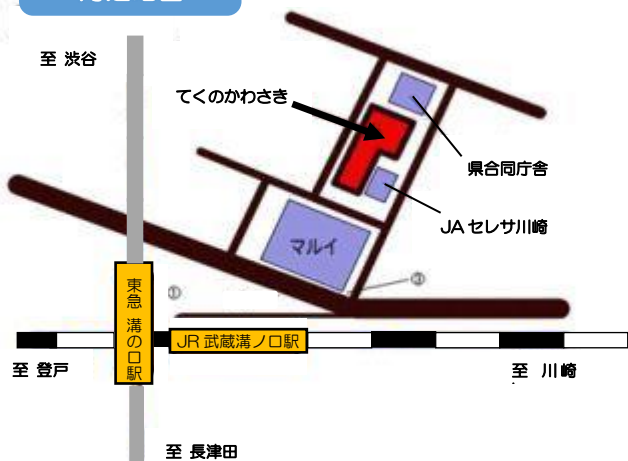 至 渋谷
てくのかわさき
県合同庁舎
JAセレサ川崎
マルイ
③
①
東急 溝の口駅
JR 武蔵溝ノ口駅
至 登戸
至 川崎
至 長津田